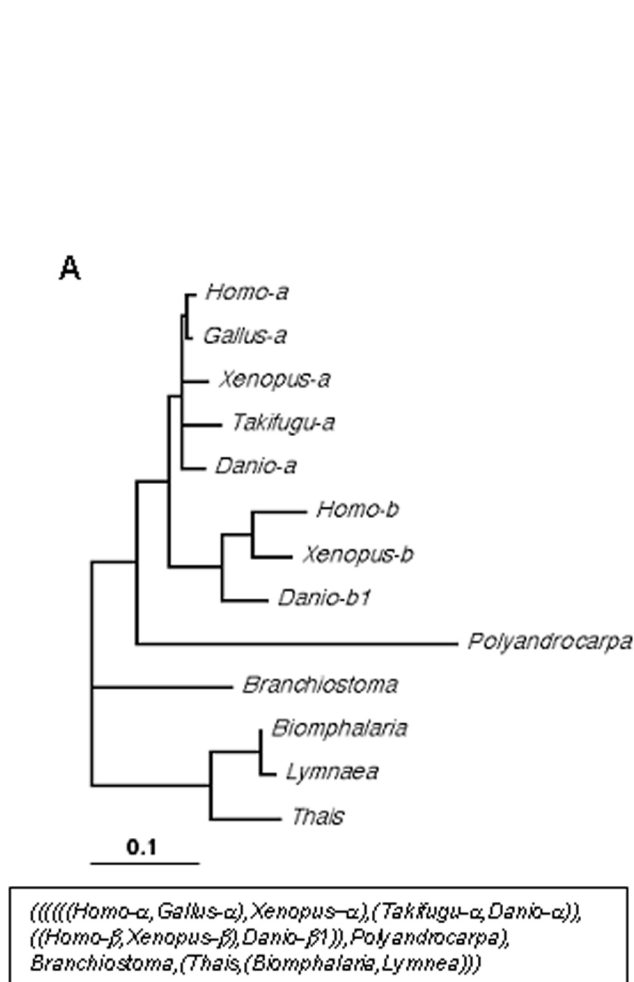 A
Homo-a
Gallus-a
Xenopus-a
Takifugu-a
Danio-a
Homo-b
Xenopus-b
Danio-b1
Polyandrocarpa
Branchiostoma
Biomphalaria
Lymnaea
Thais
0.1
((((((Homo-α,Gallus-α),Xenopus-α),(Takifugu-α,Danio-α)),
((Homo-β,Xenopus-β),Danio-β1)),Polyandrocarpa),
Branchiostoma,(Thais,(Biomphalaria,Lymnea)))